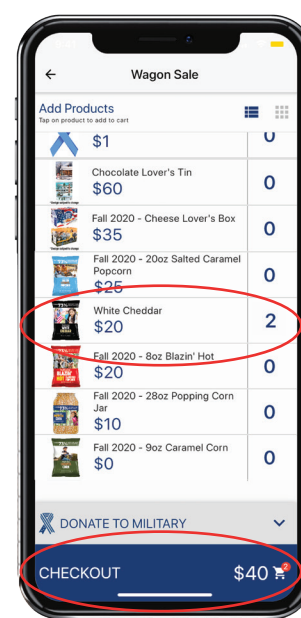 Wagon Sale
Add Products
Tap on product to add to cart
$1 0
Chocolate Lover's Tin
$60 0
Fall 2020 - Cheese Lover's Box
$35 0
Fall 2020 - 20oz Salted Caramel
Popcorn
$25 0
White Cheddar
$20 2
Fall 2020 - 8oz Blazin' Hot
$20 0
Fall 2020 - 28oz Popping Corn
Jar
$10 0
Fall 2020 - 9oz Caramel Corn
$0 0
DONATE TO MILITARY
CHECKOUT $40 2